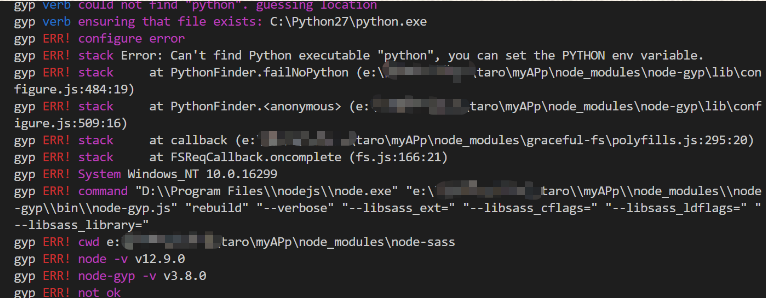 gyp verb could not find "python". guessing location
gyp verb ensuring that file exists: C:\Python27\python.exe
gyp ERR! configure error
gyp ERR! stack Error: Can't find Python executable "python", you can set the PYTHON env variable.
gyp ERR! stack     at PythonFinder.failNoPython (e:\taro\myAPp\node_modules\node-gyp\lib\con
figure.js:484:19)
gyp ERR! stack     at PythonFinder.<anonymous> (e:\taro\myAPp\node_modules\node-gyp\lib\conf
igure.js:509:16)
gyp ERR! stack     at callback (e:\taro\myAPp\node_modules\graceful-fs\polyfills.js:295:20)
gyp ERR! stack     at FSReqCallback.oncomplete (fs.js:166:21)
gyp ERR! System Windows_NT 10.0.16299
gyp ERR! command "D:\\Program Files\\nodejs\\node.exe" "e:\taro\\myAPp\\node_modules\\node
-gyp\\bin\\node-gyp.js" "rebuild" "--verbose" "--libsass_ext=" "--libsass_cflags=" "--libsass_ldflags=" "
--libsass_library="
gyp ERR! cwd e:taro\myAPp\node_modules\node-sass
gyp ERR! node -v v12.9.0
gyp ERR! node-gyp -v v3.8.0
gyp ERR! not ok